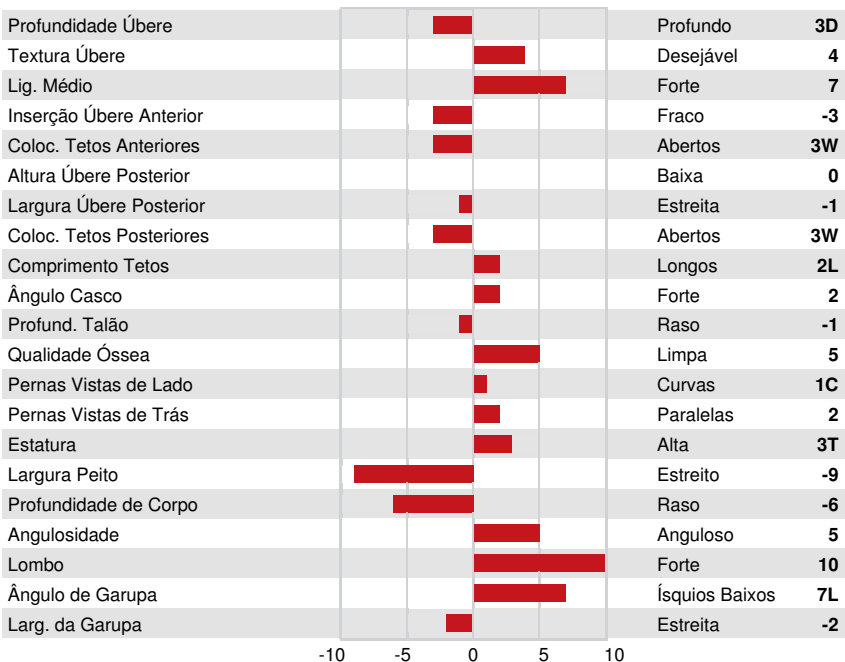 Profundidade Úbere Profundo 3D
Textura Úbere Desejável 4
Lig. Médio Forte 7
Inserção Úbere Anterior Fraco -3
Coloc. Tetos Anteriores Abertos 3W
Altura Úbere Posterior Baixa 0
Largura Úbere Posterior Estreita -1
Coloc. Tetos Posteriores Abertos 3W
Comprimento Tetos Longos 2L
Ângulo Casco Forte 2
Profund. Talão Raso -1
Qualidade Óssea Limpa 5
Pernas Vistas de Lado Curvas 1C
Pernas Vistas de Trás Paralelas 2
Estatura Alta 3T
Largura Peito Estreito -9
Profundidade de Corpo Raso -6
Angulosidade Anguloso 5
Lombo Forte 10
Ângulo de Garupa Ísquios Baixos 7L
Larg. da Garupa Estreita -2
-10 -5 0 5 10